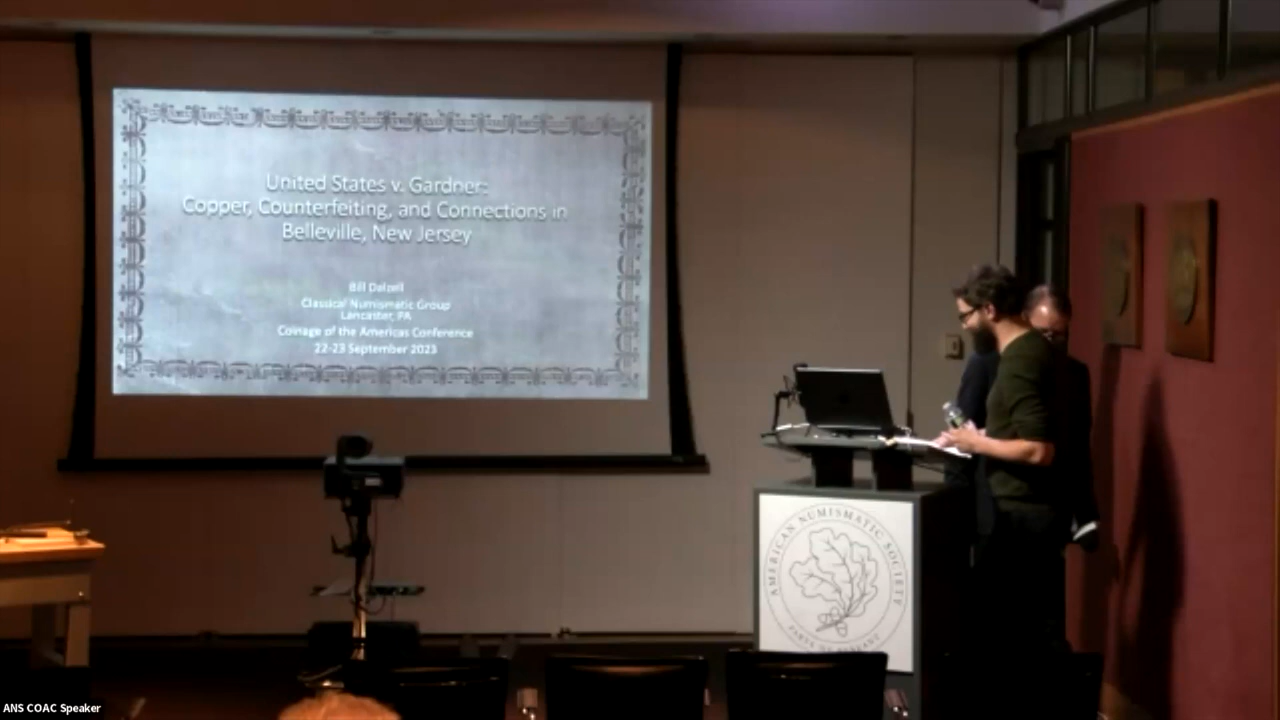 United States v. Gardner:
Copper, Counterfeiting, and Connections in
Belleville, New Jersey
Bill Dalzell
Classical Numismatic Group
Lancaster, PA
Coinage of the Americas Conference
22-23 September 2023
AMERICAN NUMISMATIC SOCIETY
ANS COAC Speaker